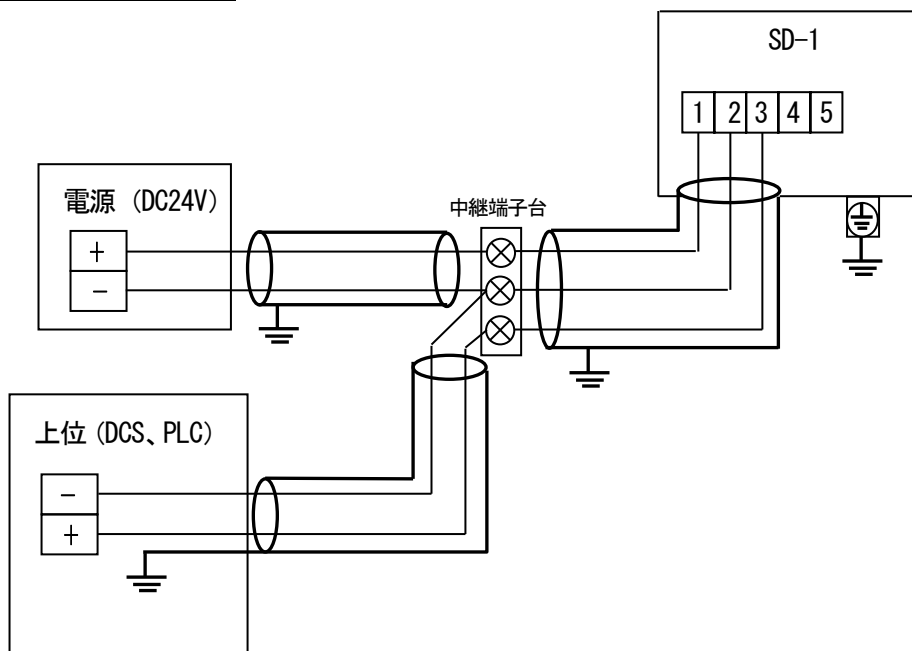 SD-1
1 2 3 4 5
電源 (DC24V)
+
-
中継端子台
上位 (DCS、PLC)
-
+